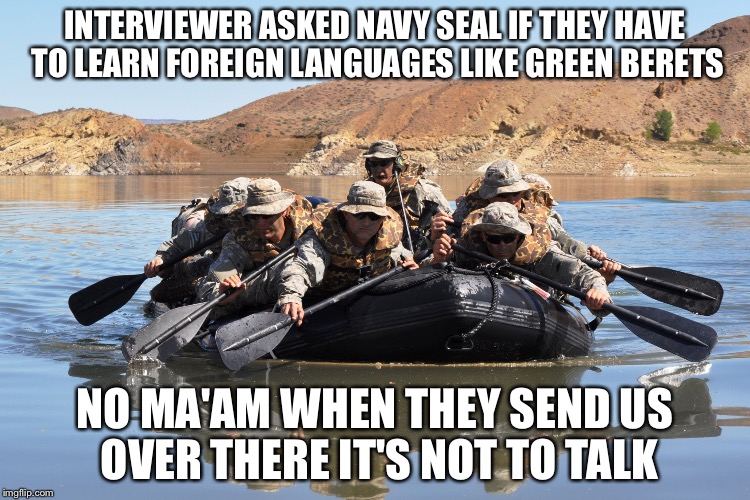 INTERVIEWER ASKED NAVY SEAL IF THEY HAVE
TO LEARN FOREIGN LANGUAGES LIKE GREEN BERETS
NO MA'AM WHEN THEY SEND US
OVER THERE IT'S NOT TO TALK
imgflip.com